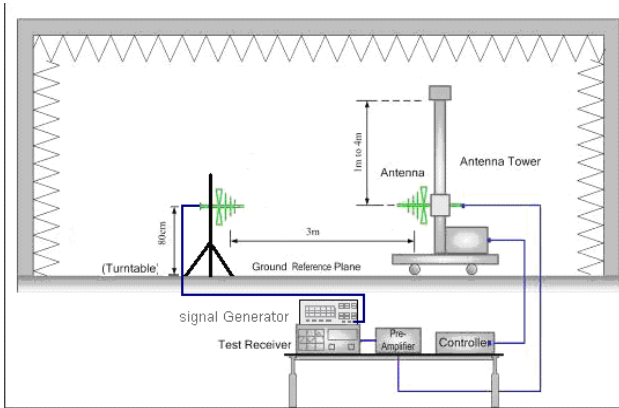 1m to 4m
Antenna
Antenna Tower
80cm
3m
(Turntable)
Ground Reference Plane
signal Generator
Test Receiver
Pre-
Amplifier
Controller